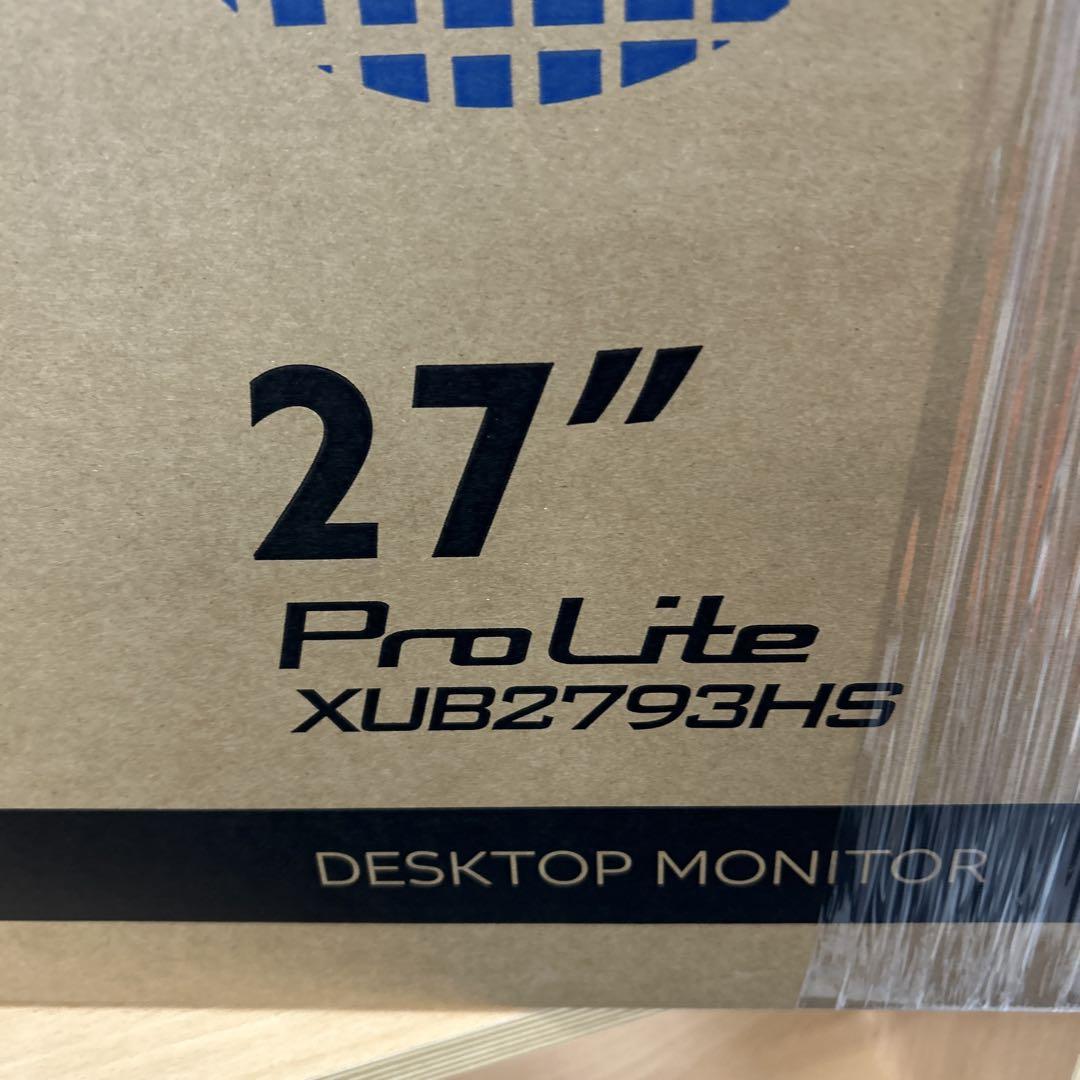 27"
ProLite
XUB2793HS
DESKTOP MONITOR